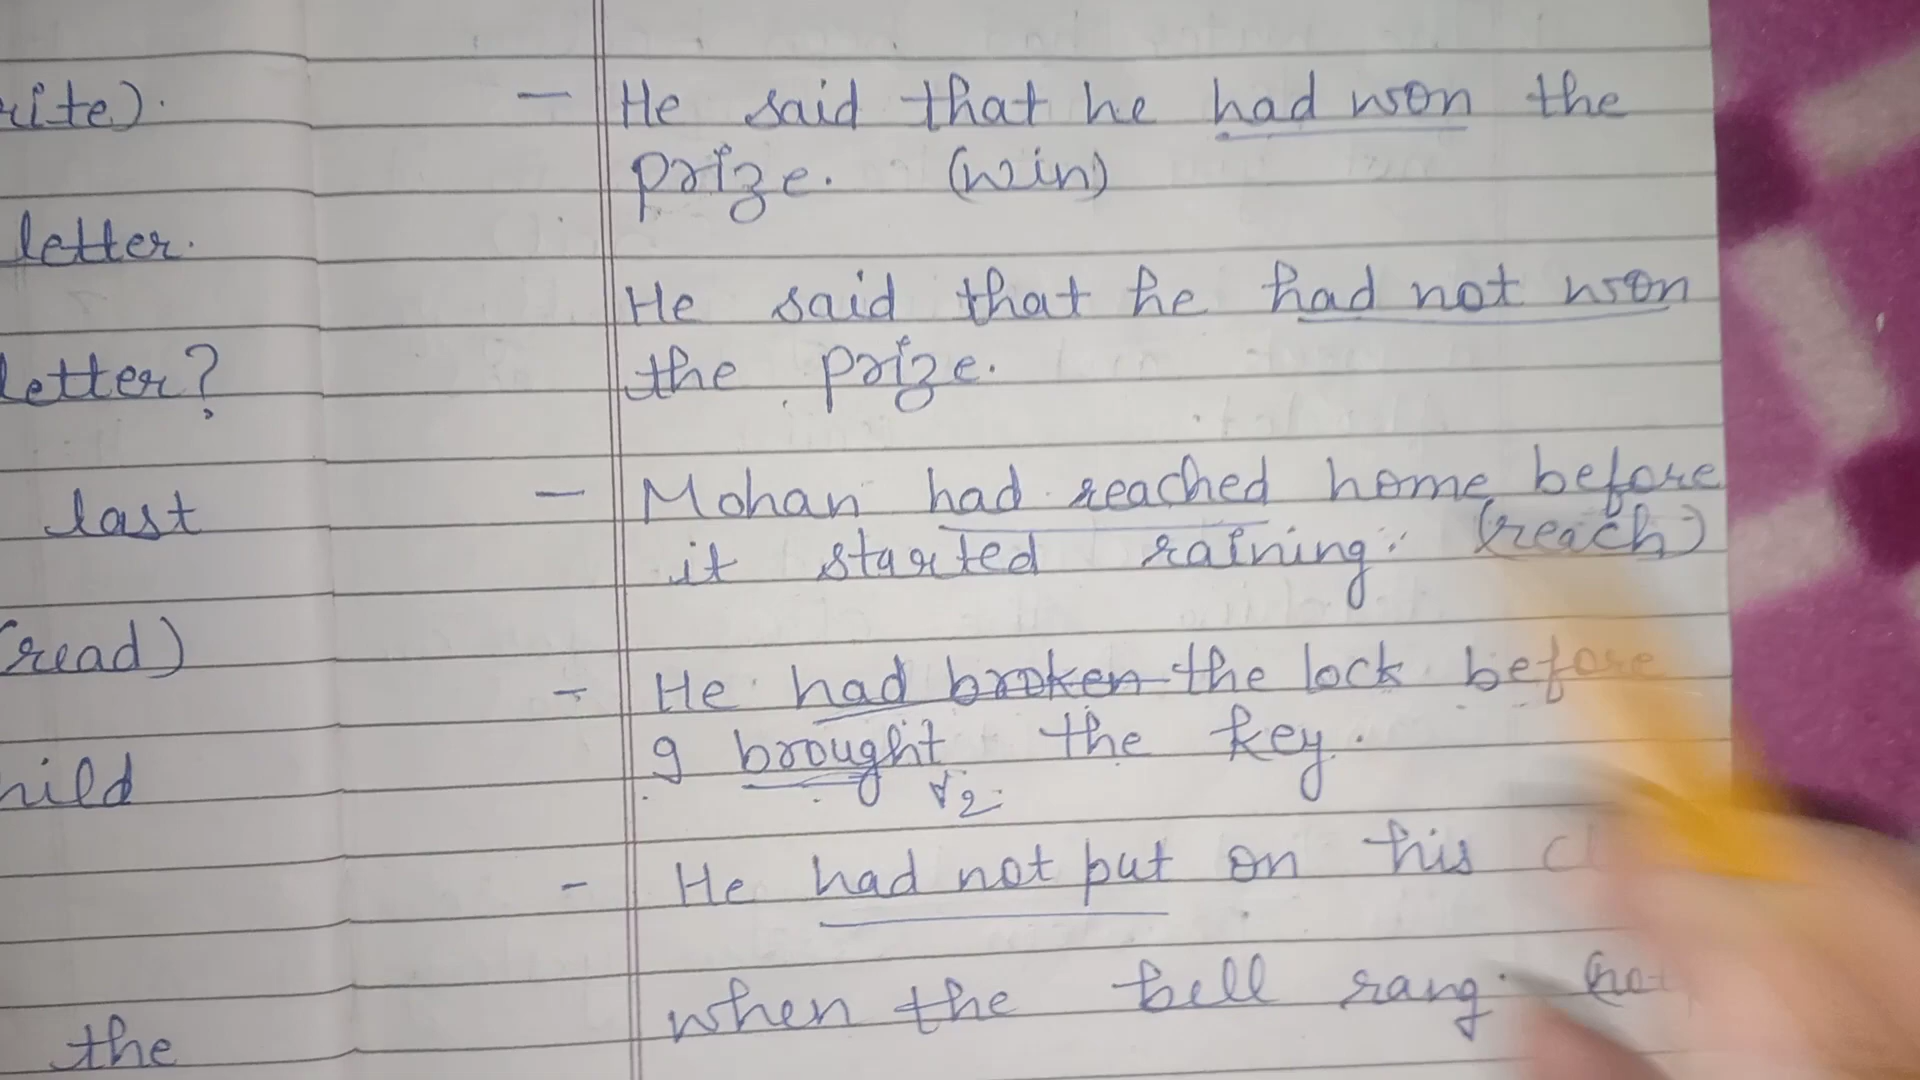 rite).
letter.
letter?
last
(read)
hild
the
- He said that he had won the
prize. (win)
He said that he had not won
the prize.
- Mohan had reached home before
it started raining. (reach)
- He had broken the lock before
I brought the key.
V2
- He had not put on his
when the bell rang.